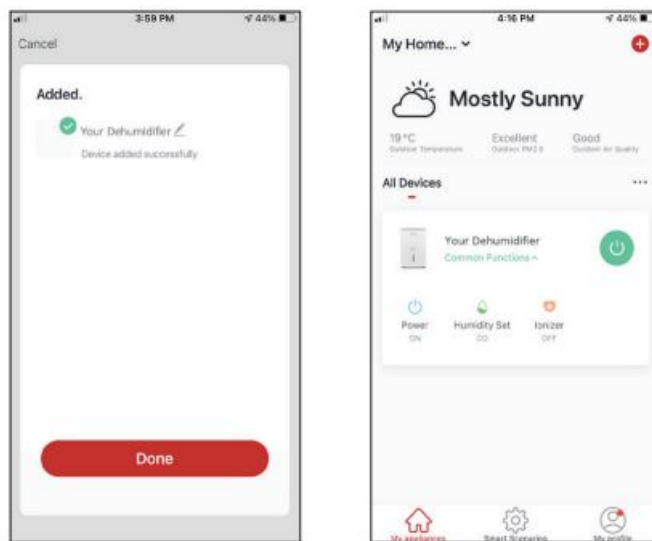 3:59 PM
44%
Cancel
Added.
Your Dehumidifier
Device added successfully
Done
4:16 PM
44%
My Home...
Mostly Sunny
19°C
Excellent
Good
Outdoor Temperature
Outdoor PM2.5
Outdoor Air Quality
All Devices
Your Dehumidifier
Common Functions
Power
Humidity Set
Ionizer
ON
CO
OFF
My appliances
Smart Scenarios
My profile